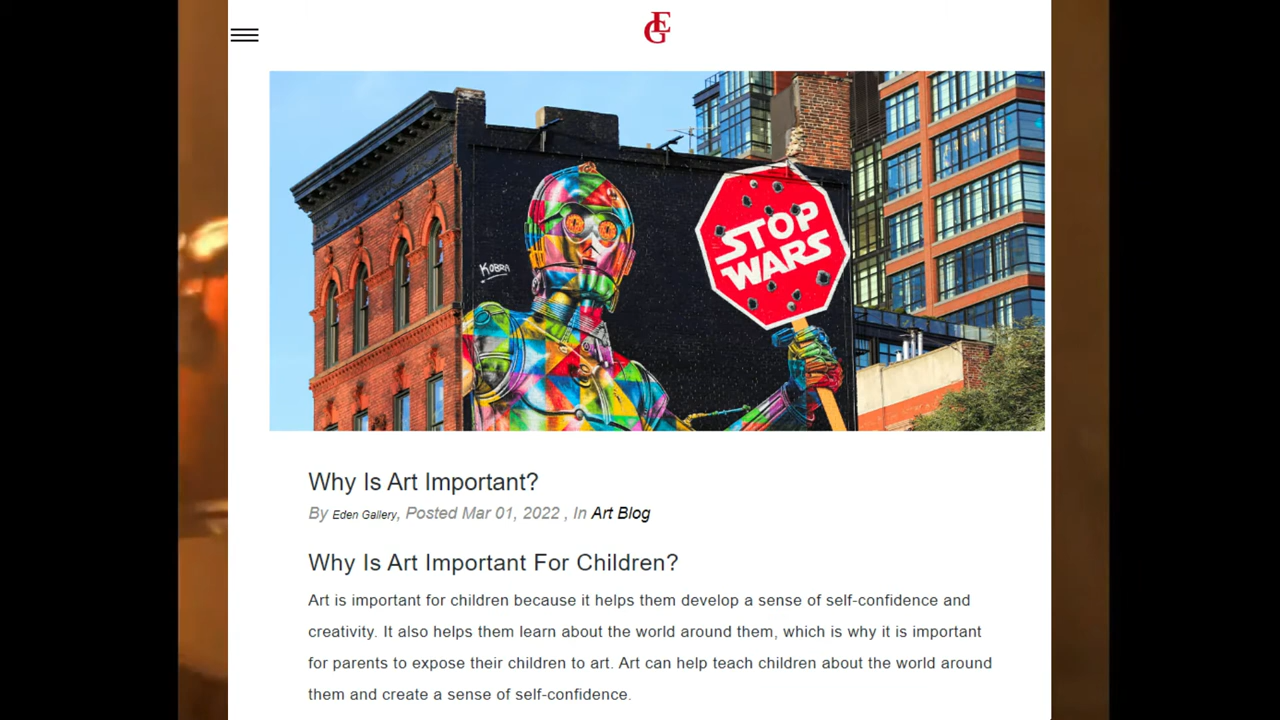 GE
KOBRA
STOP
WARS
Why Is Art Important?
By Eden Gallery, Posted Mar 01, 2022 , In Art Blog
Why Is Art Important For Children?
Art is important for children because it helps them develop a sense of self-confidence and
creativity. It also helps them learn about the world around them, which is why it is important
for parents to expose their children to art. Art can help teach children about the world around
them and create a sense of self-confidence.